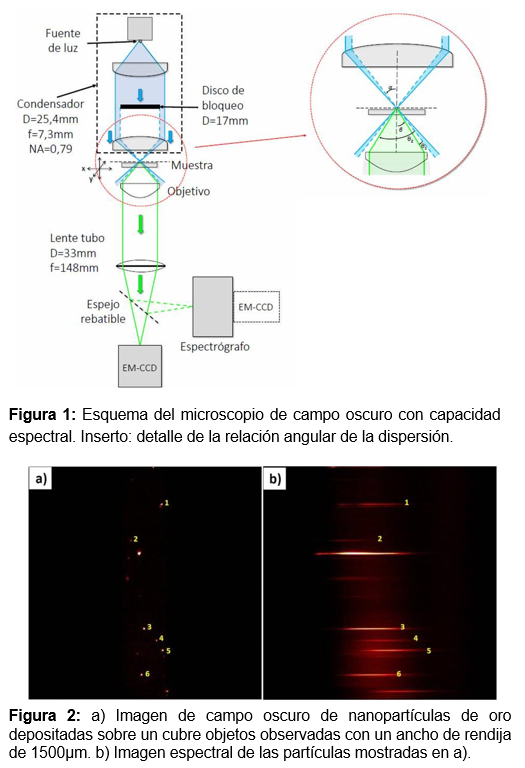 Fuente
de luz
Condensador
D=25,4mm
f=7,3mm
NA=0,79
Disco de
bloqueo
D=17mm
x
y
Muestra
Objetivo
Lente tubo
D=33mm
f=148mm
Espejo
rebatible
EM-CCD
Espectrógrafo
EM-CCD
Figura 1: Esquema del microscopio de campo oscuro con capacidad
espectral. Inserto: detalle de la relación angular de la dispersión.
a)
1
2
3
4
5
6
b)
1
2
3
4
5
6
Figura 2: a) Imagen de campo oscuro de nanopartículas de oro
depositadas sobre un cubre objetos observadas con un ancho de rendija
de 1500μm. b) Imagen espectral de las partículas mostradas en a).